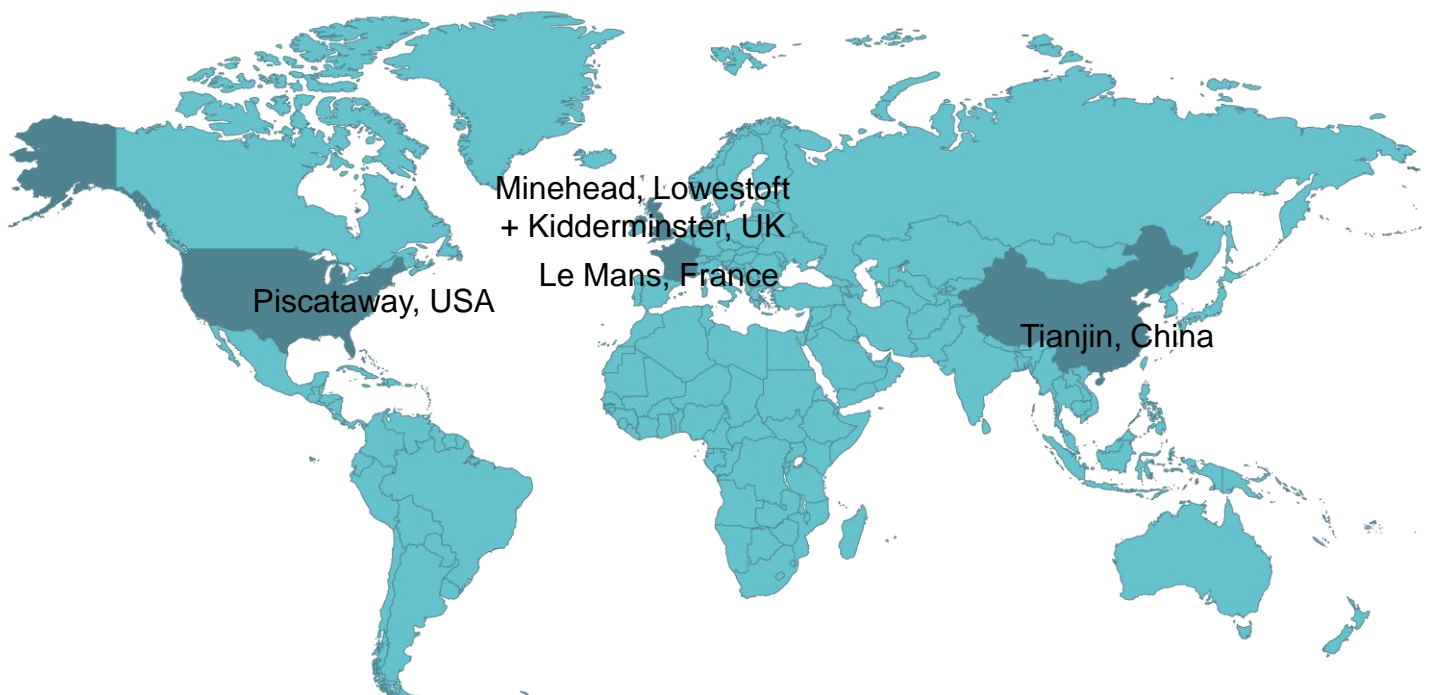 Minehead, Lowestoft
+ Kidderminster, UK
Le Mans, France
Piscataway, USA
Tianjin, China